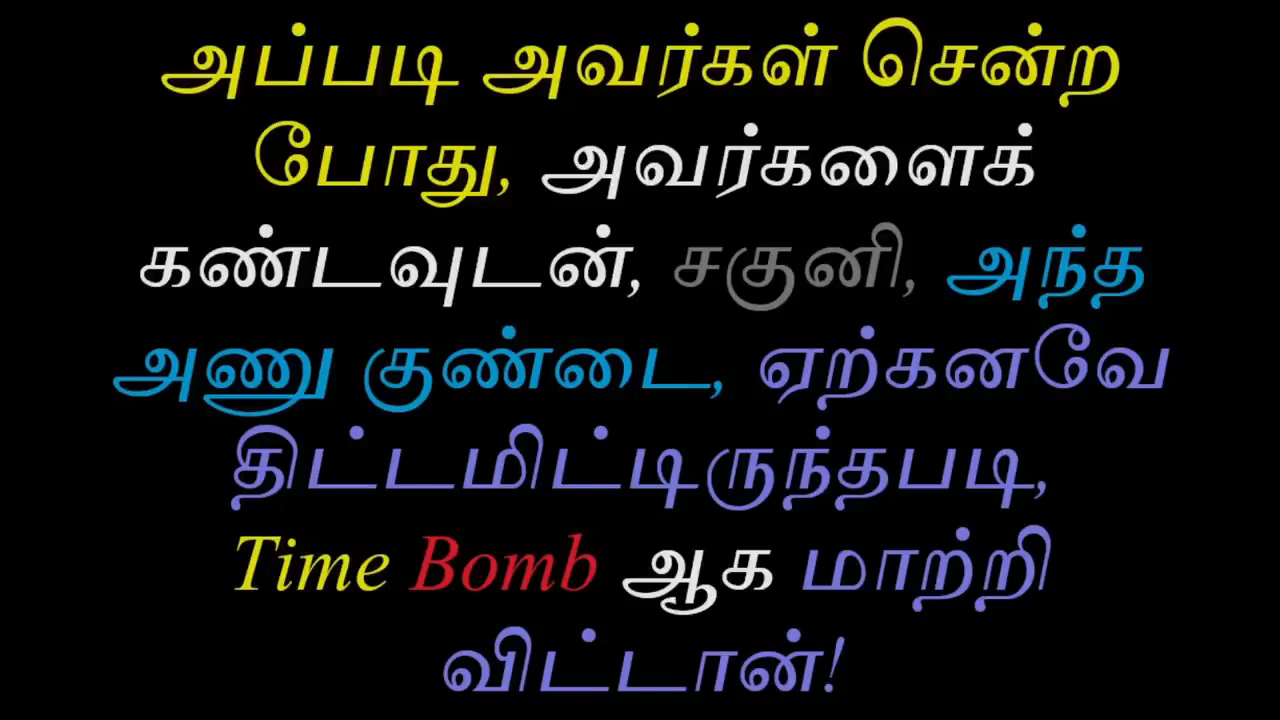 அப்படி அவர்கள் சென்ற
போது, அவர்களைக்
கண்டவுடன், சகுனி, அந்த
அணு குண்டை, ஏற்கனவே
திட்டமிட்டிருந்தபடி,
Time Bomb ஆக மாற்றி
விட்டான்!